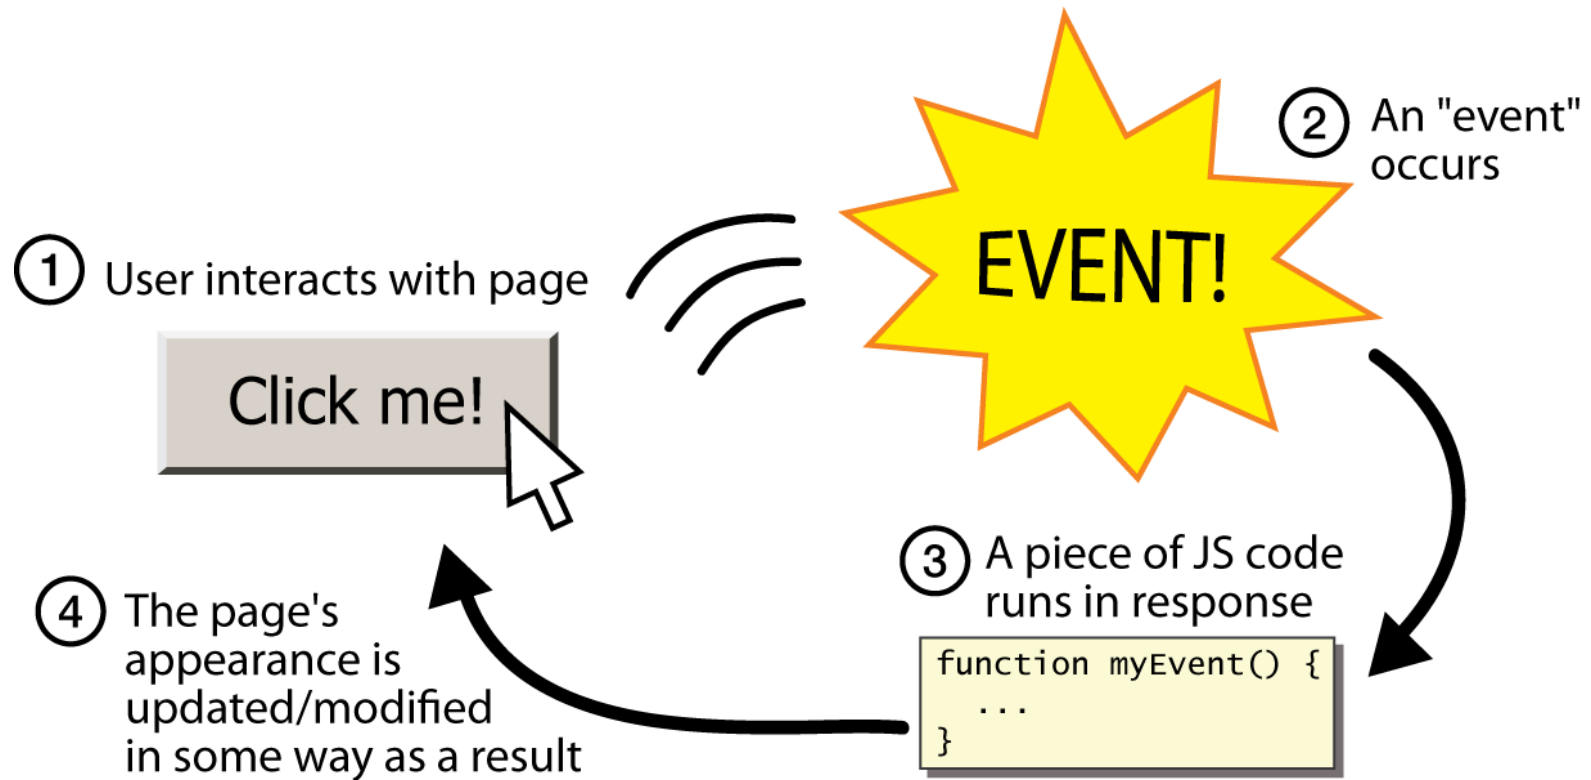 1 User interacts with page
Click me!
EVENT!
2 An "event"
occurs
3 A piece of JS code
runs in response
function myEvent() {
  ...
}
4 The page's
appearance is
updated/modified
in some way as a result